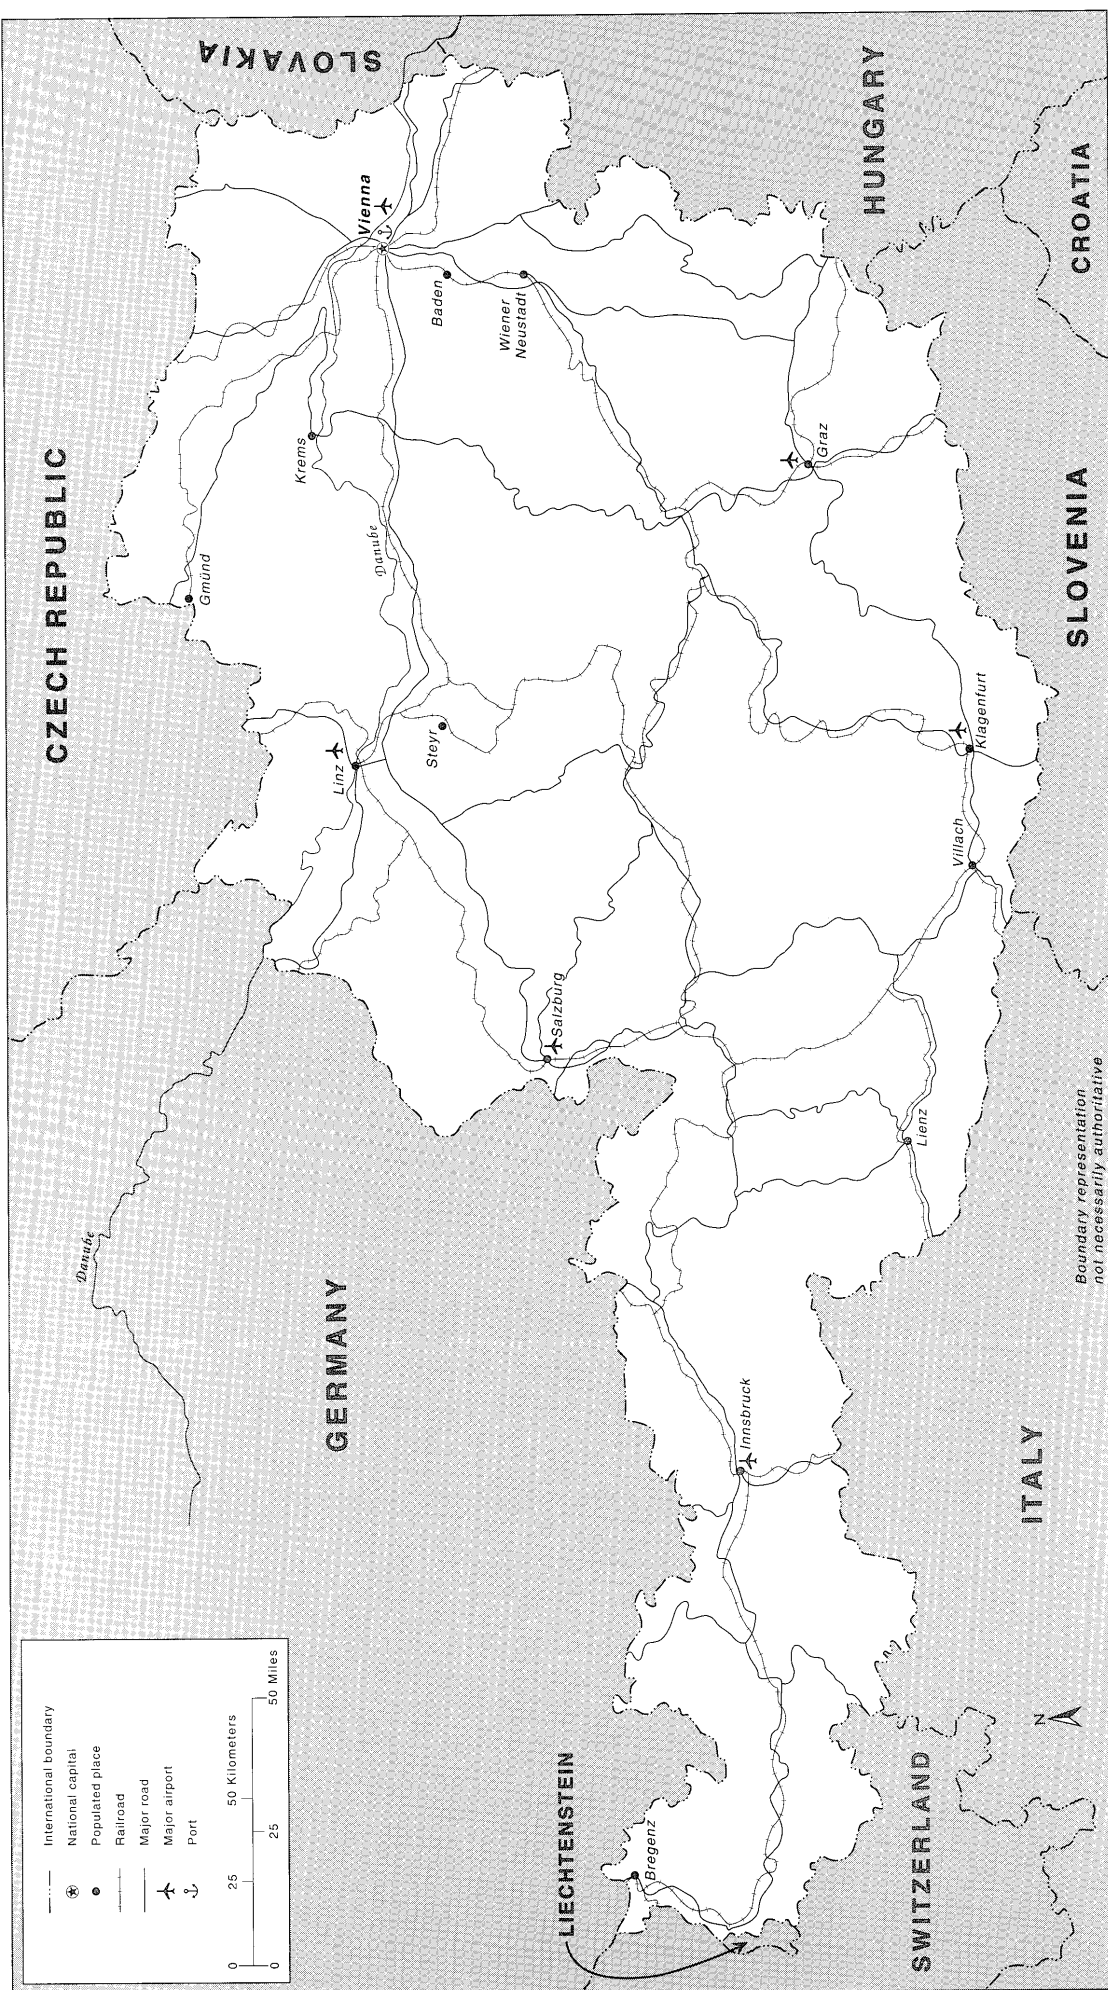 CZECH REPUBLIC
SLOVAKIA
GERMANY
HUNGARY
CROATIA
SLOVENIA
ITALY
SWITZERLAND
LIECHTENSTEIN
Danube
Danube
Vienna
Krems
Gmünd
Linz
Steyr
Baden
Wiener
Neustadt
Salzburg
Graz
Klagenfurt
Villach
Lienz
Innsbruck
Bregenz
International boundary
National capital
Populated place
Railroad
Major road
Major airport
Port
0 25 50 Kilometers
0 25 50 Miles
N
Boundary representation
not necessarily authoritative